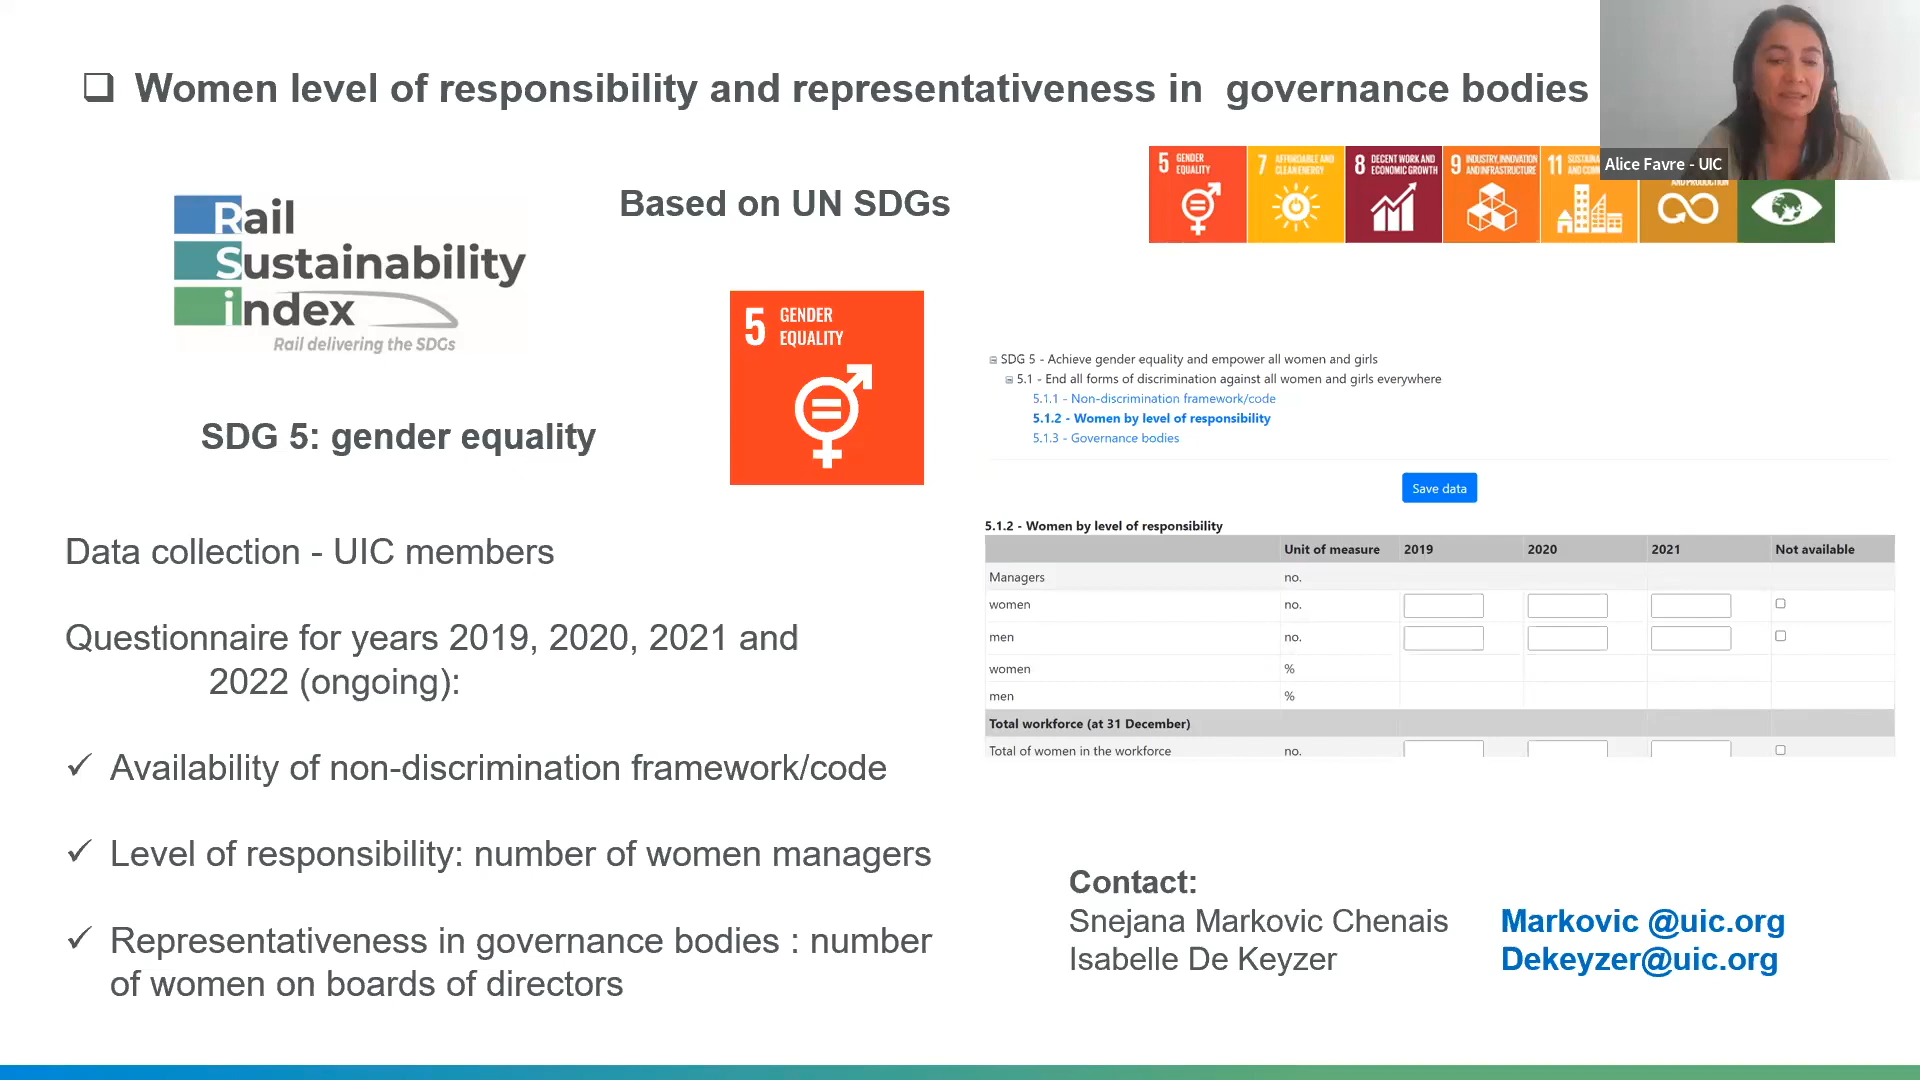 Women level of responsibility and representativeness in governance bodies
Alice Favre - UIC
Rail
Sustainability
index
Rail delivering the SDGs
Based on UN SDGs
5 GENDER EQUALITY
7 AFFORDABLE AND CLEAN ENERGY
8 DECENT WORK AND ECONOMIC GROWTH
9 INDUSTRY, INNOVATION AND INFRASTRUCTURE
11
AND PRODUCTION
5 GENDER
EQUALITY
SDG 5: gender equality
SDG 5 - Achieve gender equality and empower all women and girls
5.1 - End all forms of discrimination against all women and girls everywhere
5.1.1 - Non-discrimination framework/code
5.1.2 - Women by level of responsibility
5.1.3 - Governance bodies
Save data
5.1.2 - Women by level of responsibility
Unit of measure 2019 2020 2021 Not available
Managers no.
women no.
men no.
women %
men %
Total workforce (at 31 December)
Total of women in the workforce no.
Data collection - UIC members
Questionnaire for years 2019, 2020, 2021 and
2022 (ongoing):
✓ Availability of non-discrimination framework/code
✓ Level of responsibility: number of women managers
✓ Representativeness in governance bodies : number
of women on boards of directors
Contact:
Snejana Markovic Chenais Markovic @uic.org
Isabelle De Keyzer Dekeyzer@uic.org